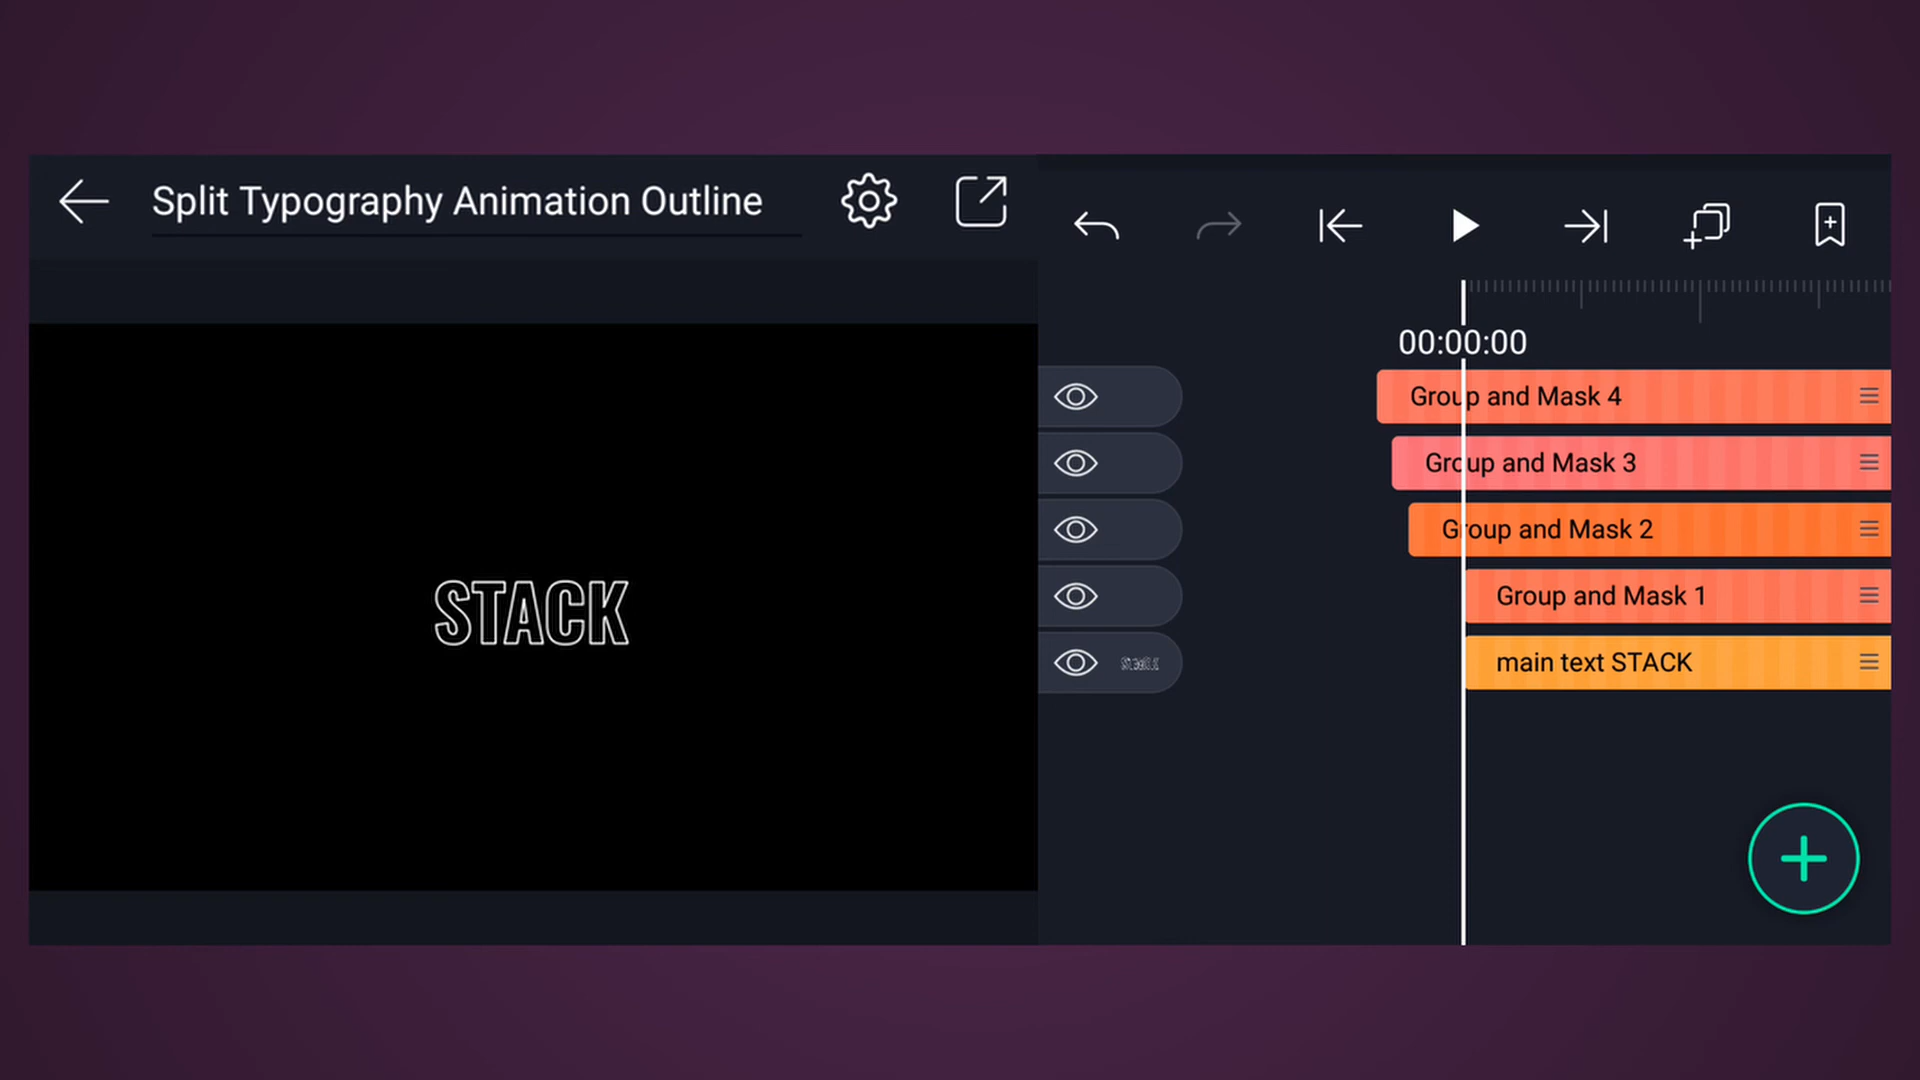 Split Typography Animation Outline
STACK
00:00:00
Group and Mask 4
Group and Mask 3
Group and Mask 2
Group and Mask 1
STACK
main text STACK